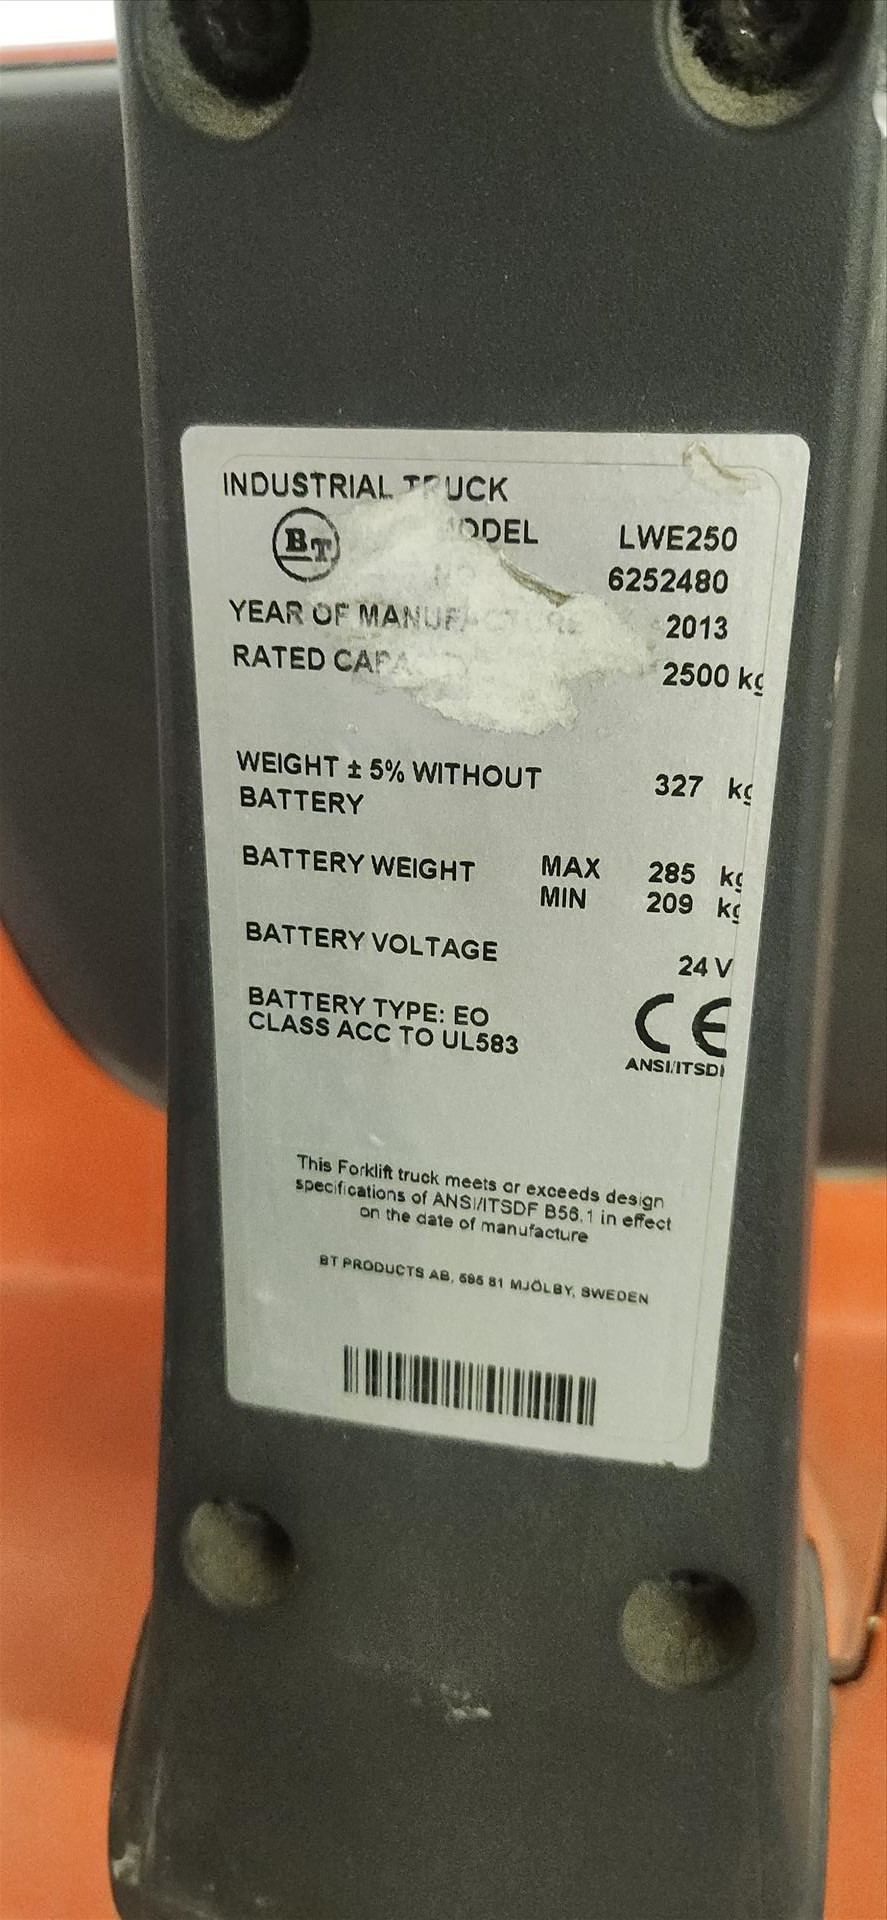 INDUSTRIAL TRUCK
BT MODEL LWE250
NO 6252480
YEAR OF MANUFACTURE 2013
RATED 2500 kg
WEIGHT ± 5% WITHOUT 327 kg
BATTERY
BATTERY WEIGHT MAX 285 kg
MIN 209 kg
BATTERY VOLTAGE 24 V
BATTERY TYPE: EO
CLASS ACC TO UL583
CE
ANSI/ITSDF
This Forklift truck meets or exceeds design
specifications of ANSI/ITSDF B56.1 in effect
on the date of manufacture
BT PRODUCTS AB, 595 81 MJÖLBY, SWEDEN